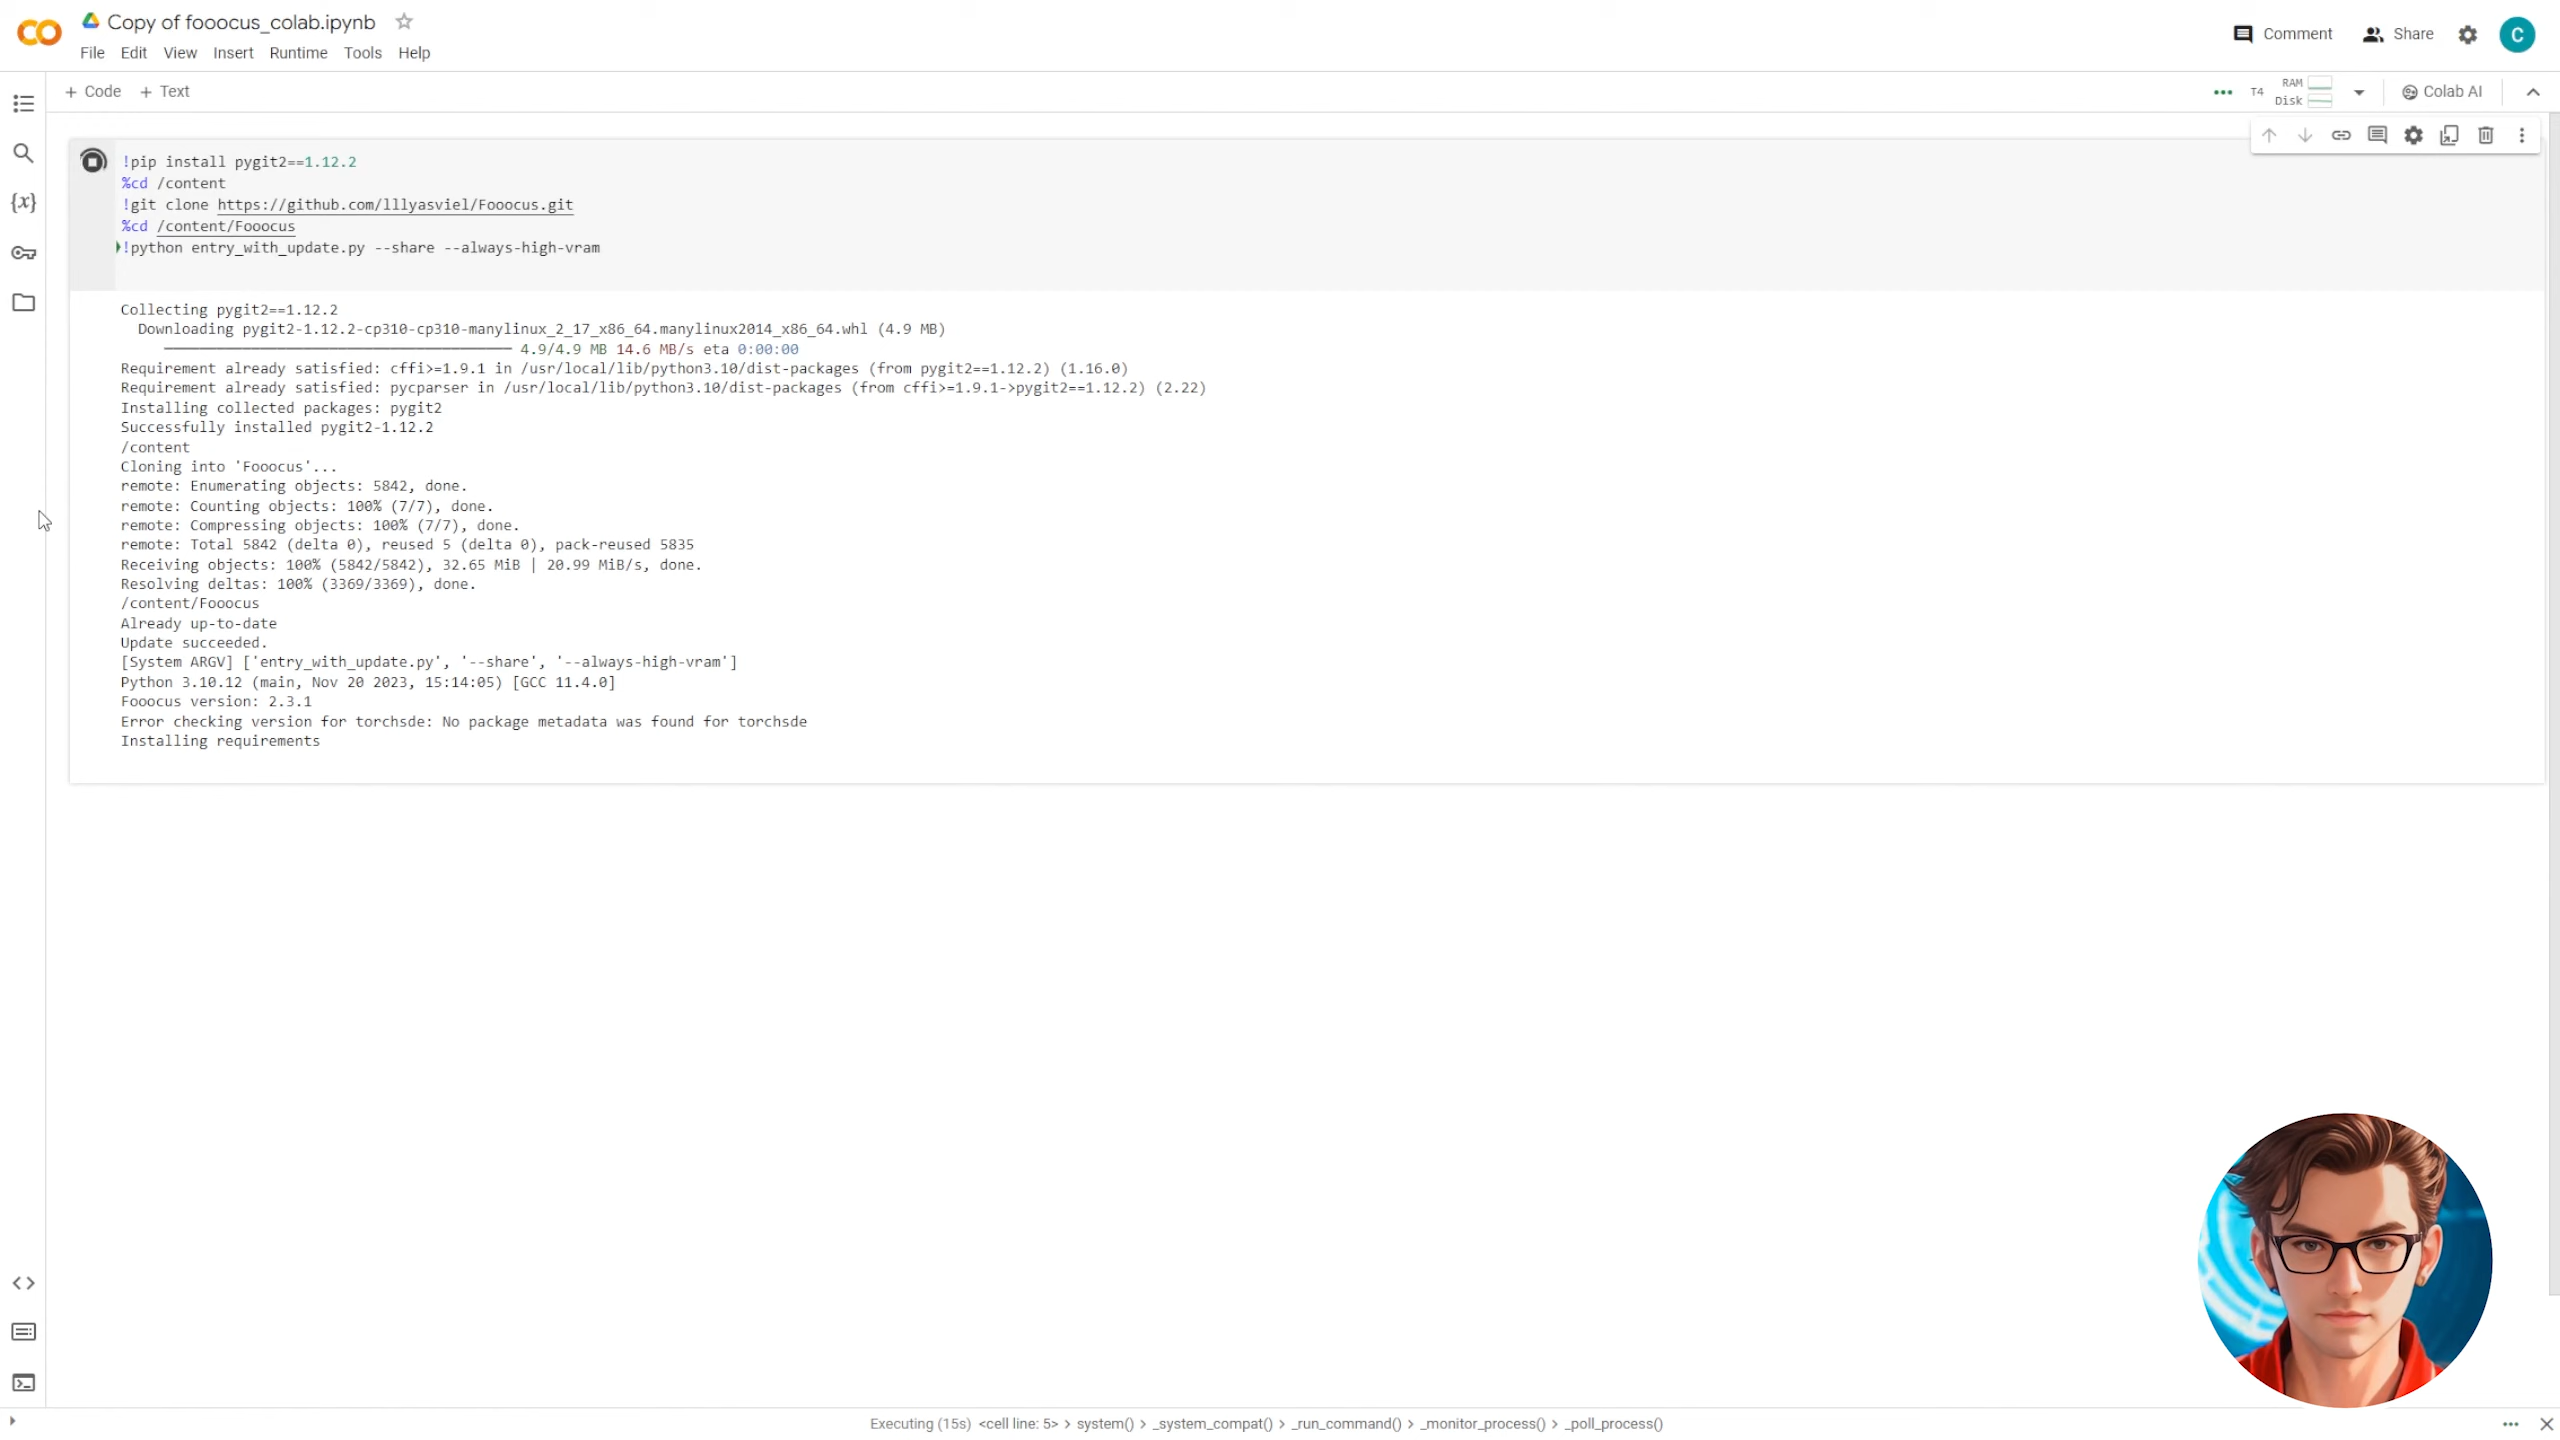 Copy of fooocus_colab.ipynb
File Edit View Insert Runtime Tools Help
Comment Share C
+ Code + Text
T4 RAM Disk Colab AI
!pip install pygit2==1.12.2
%cd /content
!git clone https://github.com/lllyasviel/Fooocus.git
%cd /content/Fooocus
!python entry_with_update.py --share --always-high-vram
Collecting pygit2==1.12.2
Downloading pygit2-1.12.2-cp310-cp310-manylinux_2_17_x86_64.manylinux2014_x86_64.whl (4.9 MB)
4.9/4.9 MB 14.6 MB/s eta 0:00:00
Requirement already satisfied: cffi>=1.9.1 in /usr/local/lib/python3.10/dist-packages (from pygit2==1.12.2) (1.16.0)
Requirement already satisfied: pycparser in /usr/local/lib/python3.10/dist-packages (from cffi>=1.9.1->pygit2==1.12.2) (2.22)
Installing collected packages: pygit2
Successfully installed pygit2-1.12.2
/content
Cloning into 'Fooocus'...
remote: Enumerating objects: 5842, done.
remote: Counting objects: 100% (7/7), done.
remote: Compressing objects: 100% (7/7), done.
remote: Total 5842 (delta 0), reused 5 (delta 0), pack-reused 5835
Receiving objects: 100% (5842/5842), 32.65 MiB | 20.99 MiB/s, done.
Resolving deltas: 100% (3369/3369), done.
/content/Fooocus
Already up-to-date
Update succeeded.
[System ARGV] ['entry_with_update.py', '--share', '--always-high-vram']
Python 3.10.12 (main, Nov 20 2023, 15:14:05) [GCC 11.4.0]
Fooocus version: 2.3.1
Error checking version for torchsde: No package metadata was found for torchsde
Installing requirements
Executing (15s) <cell line: 5> > system() > _system_compat() > _run_command() > _monitor_process() > _poll_process()